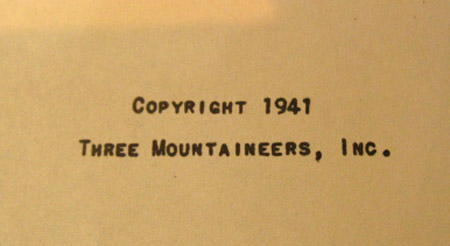 COPYRIGHT 1941
THREE MOUNTAINEERS, INC.